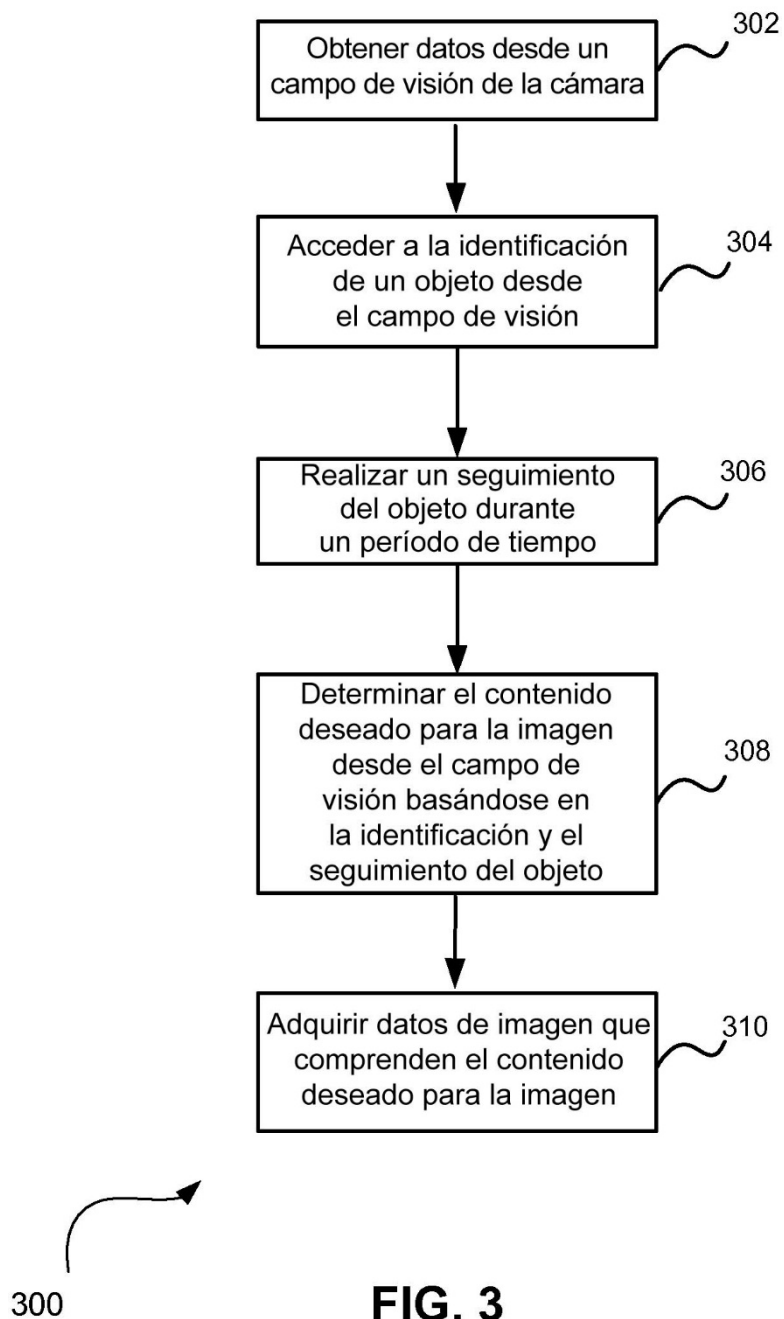 Obtener datos desde un
campo de visión de la cámara
302
Acceder a la identificación
de un objeto desde
el campo de visión
304
Realizar un seguimiento
del objeto durante
un período de tiempo
306
Determinar el contenido
deseado para la imagen
desde el campo de
visión basándose en
la identificación y el
seguimiento del objeto
308
Adquirir datos de imagen que
comprenden el contenido
deseado para la imagen
310
300
FIG. 3